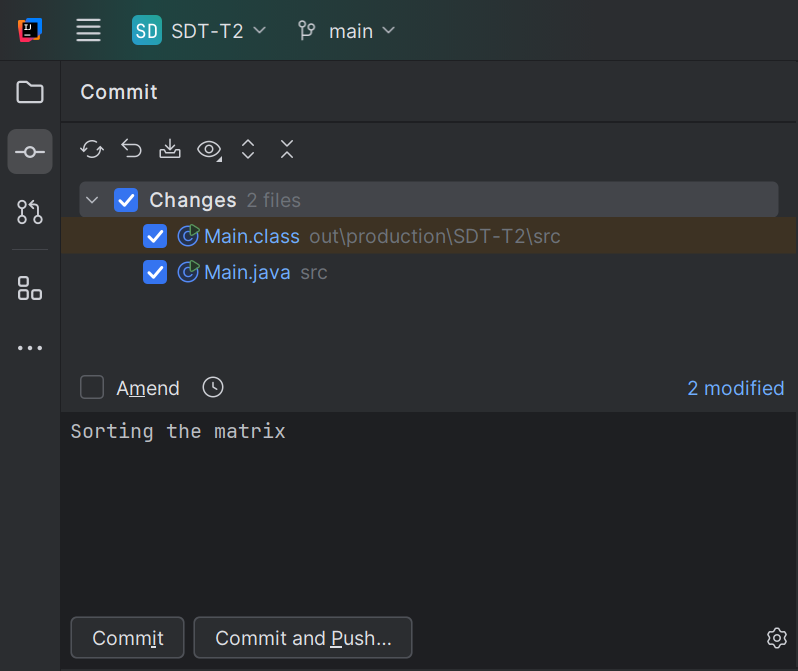 IJ
SD SDT-T2 main
Commit
Changes 2 files
Main.class out\production\SDT-T2\src
Main.java src
Amend 2 modified
Sorting the matrix
Commit Commit and Push...